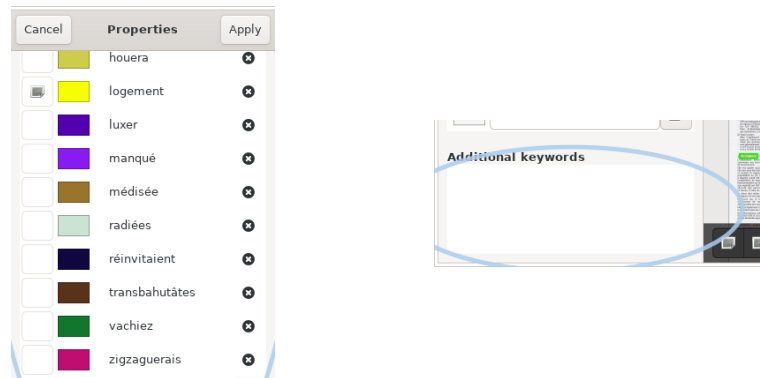 Cancel Properties Apply
houera
logement
luxer
manqué
médisée
radiées
réinvitaient
transbahutâtes
vachiez
zigzaguerais
Additional keywords